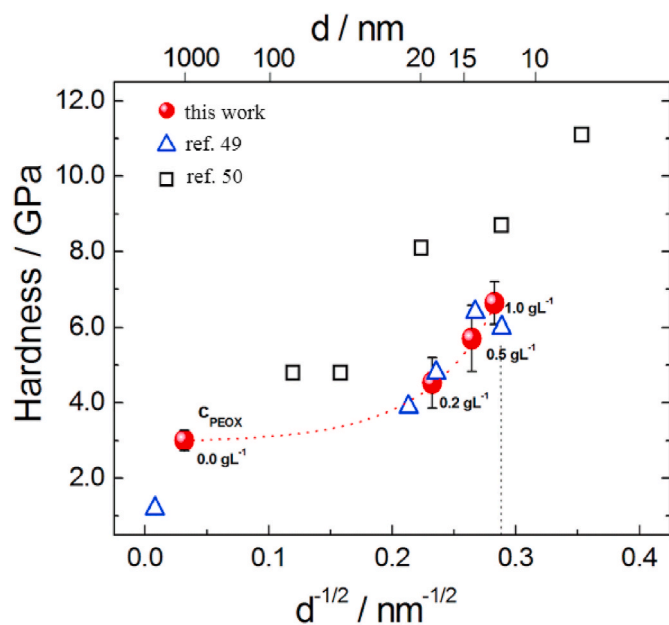 d / nm
1000 100 20 15 10
12.0
this work
ref. 49
ref. 50
10.0
8.0
6.0
4.0
2.0
Hardness / GPa
1.0 gL⁻¹
0.5 gL⁻¹
0.2 gL⁻¹
c_PEOX
0.0 gL⁻¹
0.0 0.1 0.2 0.3 0.4
d⁻¹/² / nm⁻¹/²